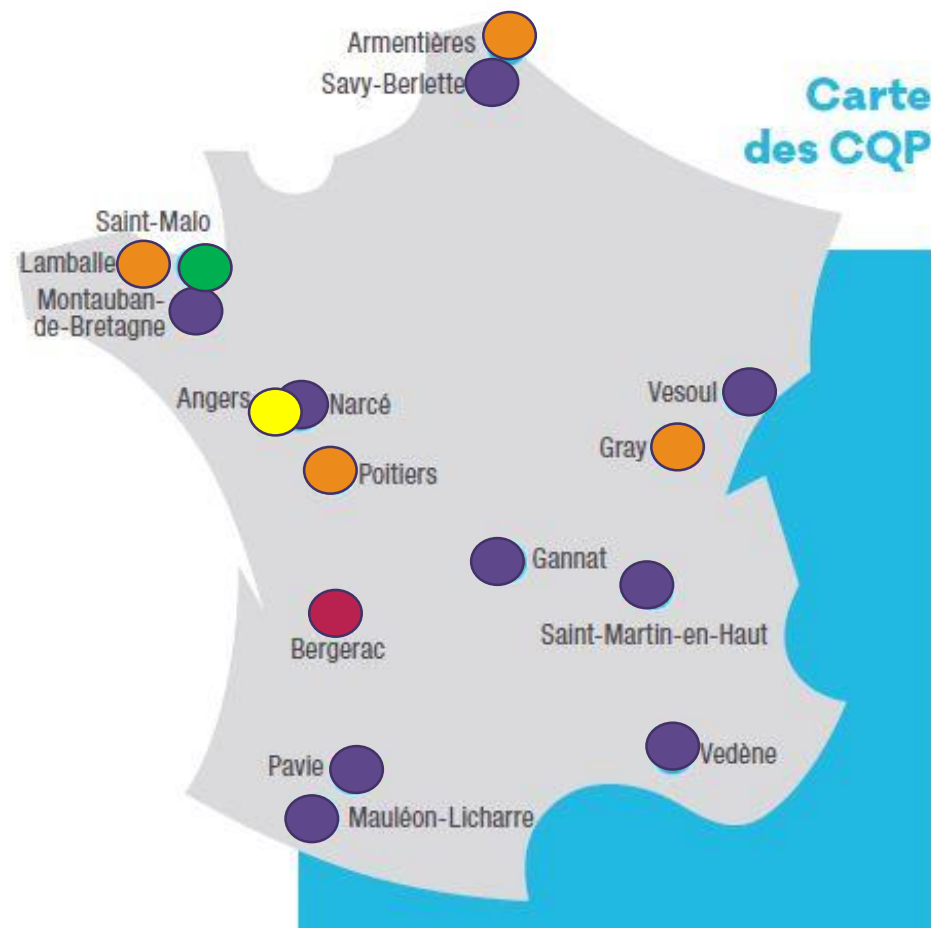 Armentières
Savy-Berlette
Carte
des CQP
Saint-Malo
Lamballe
Montauban-
de-Bretagne
Angers
Narcé
Vesoul
Gray
Poitiers
Gannat
Saint-Martin-en-Haut
Bergerac
Pavie
Vedène
Mauléon-Licharre